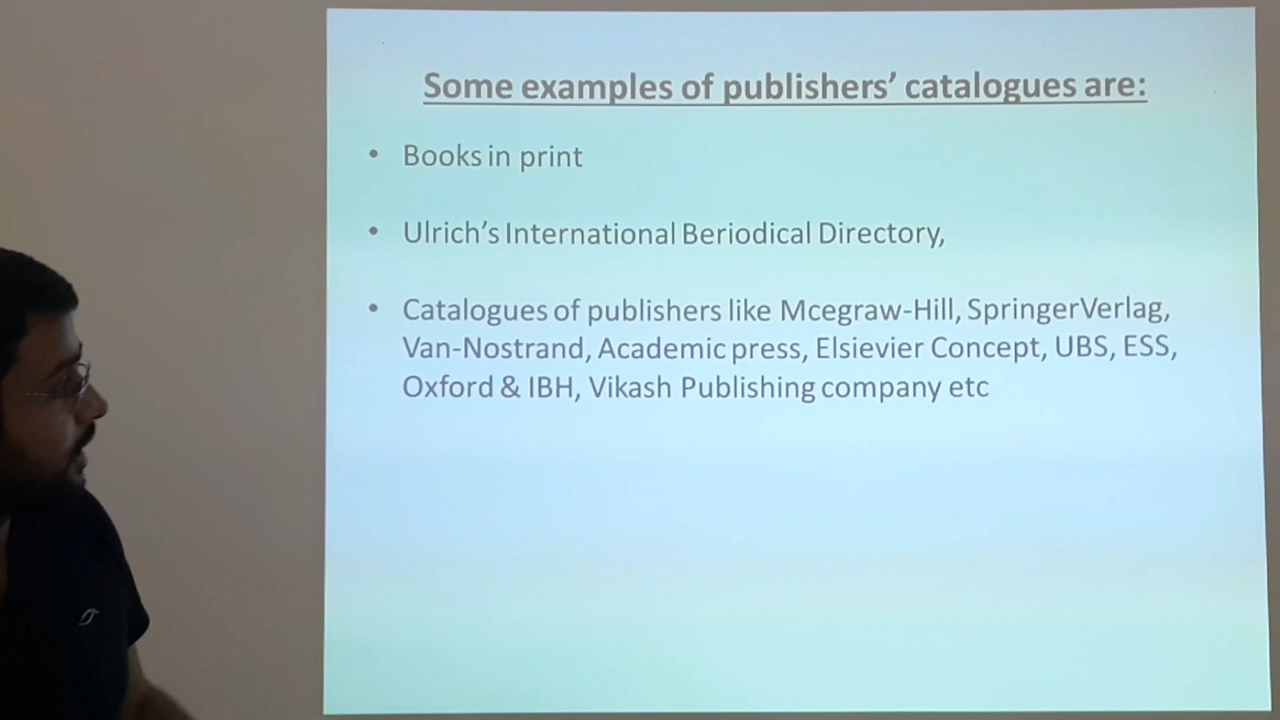 Some examples of publishers’ catalogues are:
• Books in print
• Ulrich’s International Beriodical Directory,
• Catalogues of publishers like Mcegraw-Hill, SpringerVerlag,
Van-Nostrand, Academic press, Elsievier Concept, UBS, ESS,
Oxford & IBH, Vikash Publishing company etc